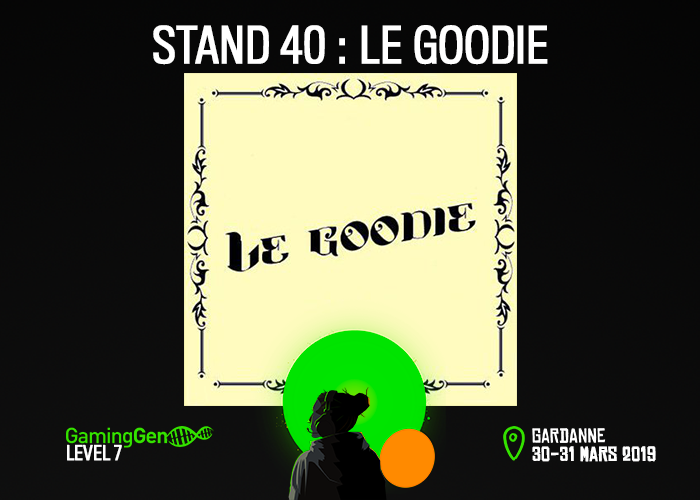 STAND 40 : LE GOODIE
LE GOODIE
GamingGen
LEVEL 7
GARDANNE
30-31 MARS 2019